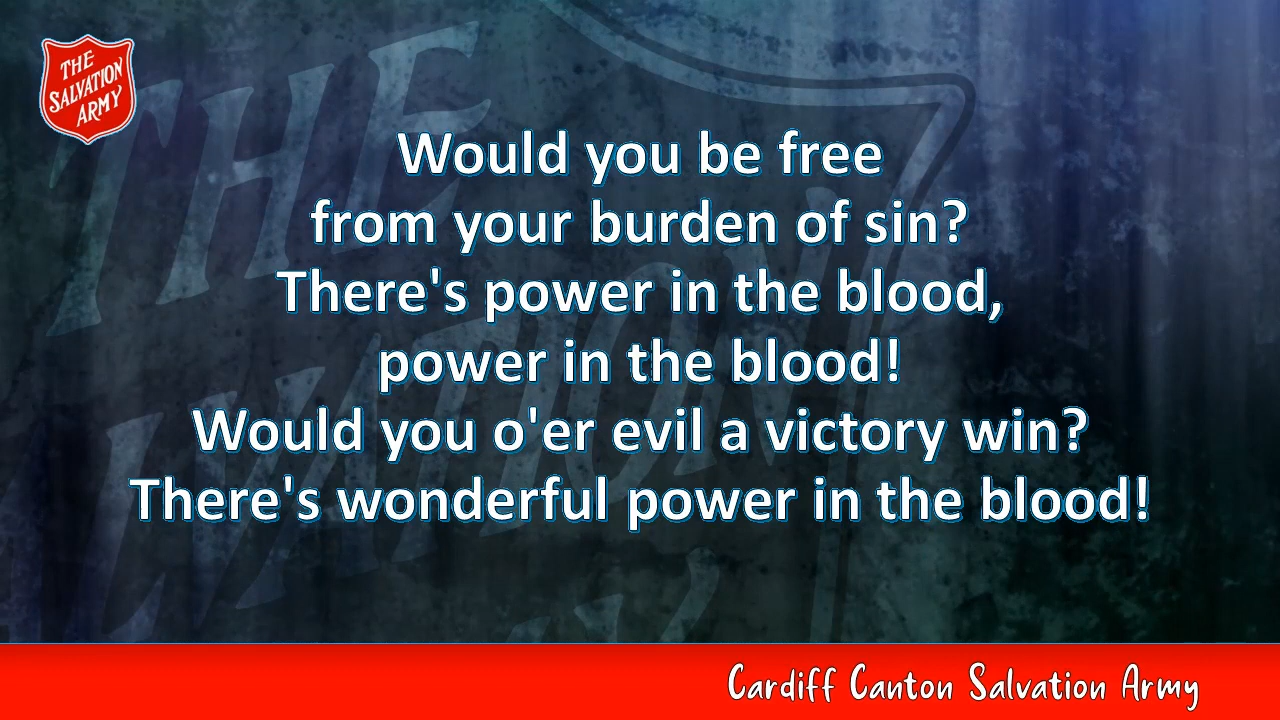 THE
SALVATION
ARMY
Would you be free
from your burden of sin?
There's power in the blood,
power in the blood!
Would you o'er evil a victory win?
There's wonderful power in the blood!
Cardiff Canton Salvation Army